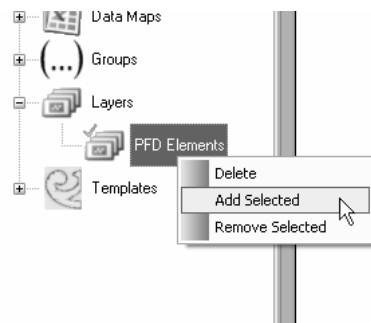 Data Maps
(...) Groups
Layers
PFD Elements
Delete
Templates
Add Selected
Remove Selected